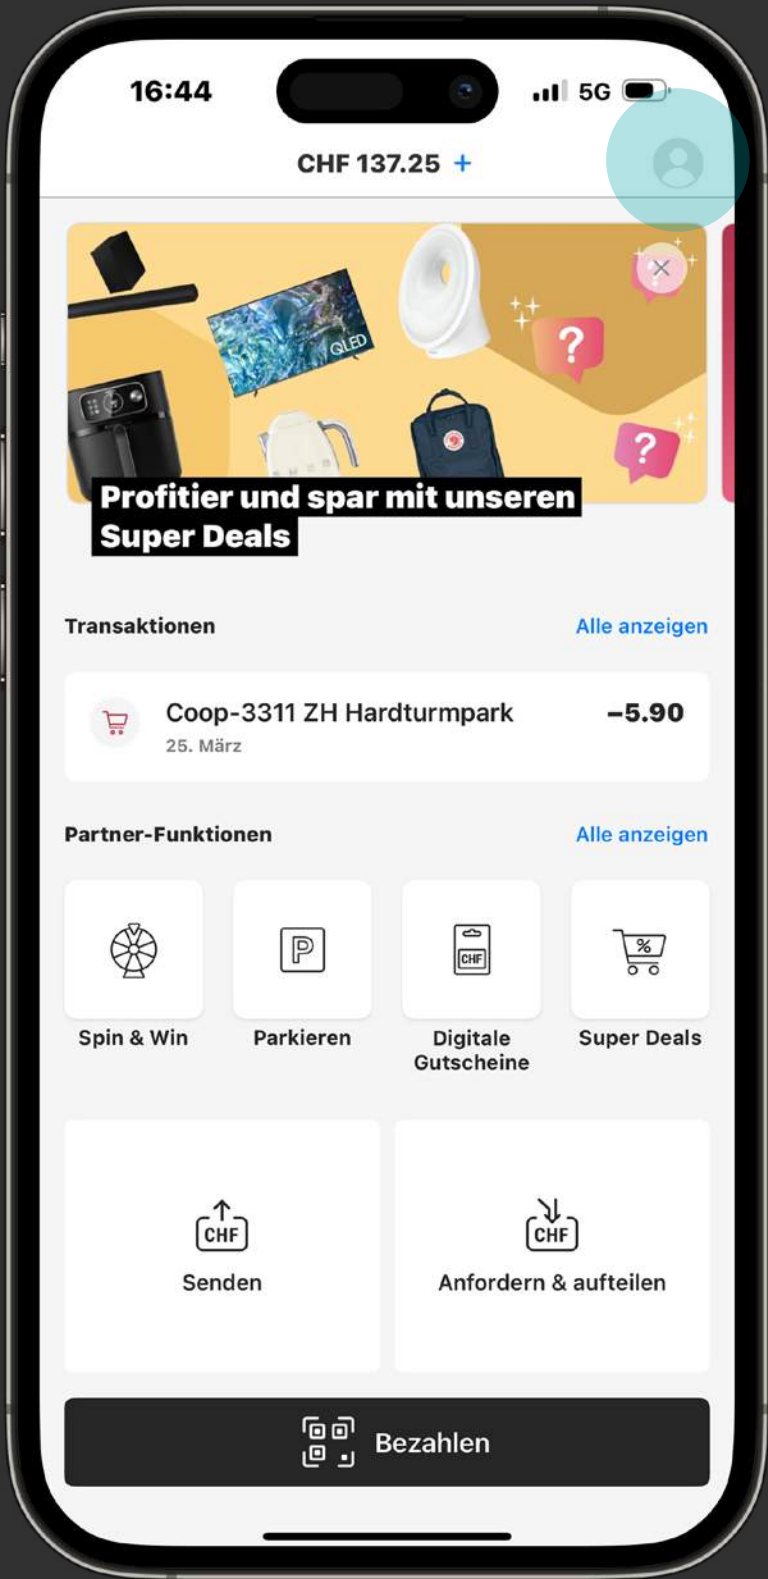 16:44
5G
CHF 137.25 +
QLED
?
?
?
Profitier und spar mit unseren
Super Deals
Transaktionen
Alle anzeigen
Coop-3311 ZH Hardturmpark
–5.90
25. März
Partner-Funktionen
Alle anzeigen
P
CHF
%
Spin & Win
Parkieren
Digitale
Gutscheine
Super Deals
CHF
CHF
Senden
Anfordern & aufteilen
Bezahlen